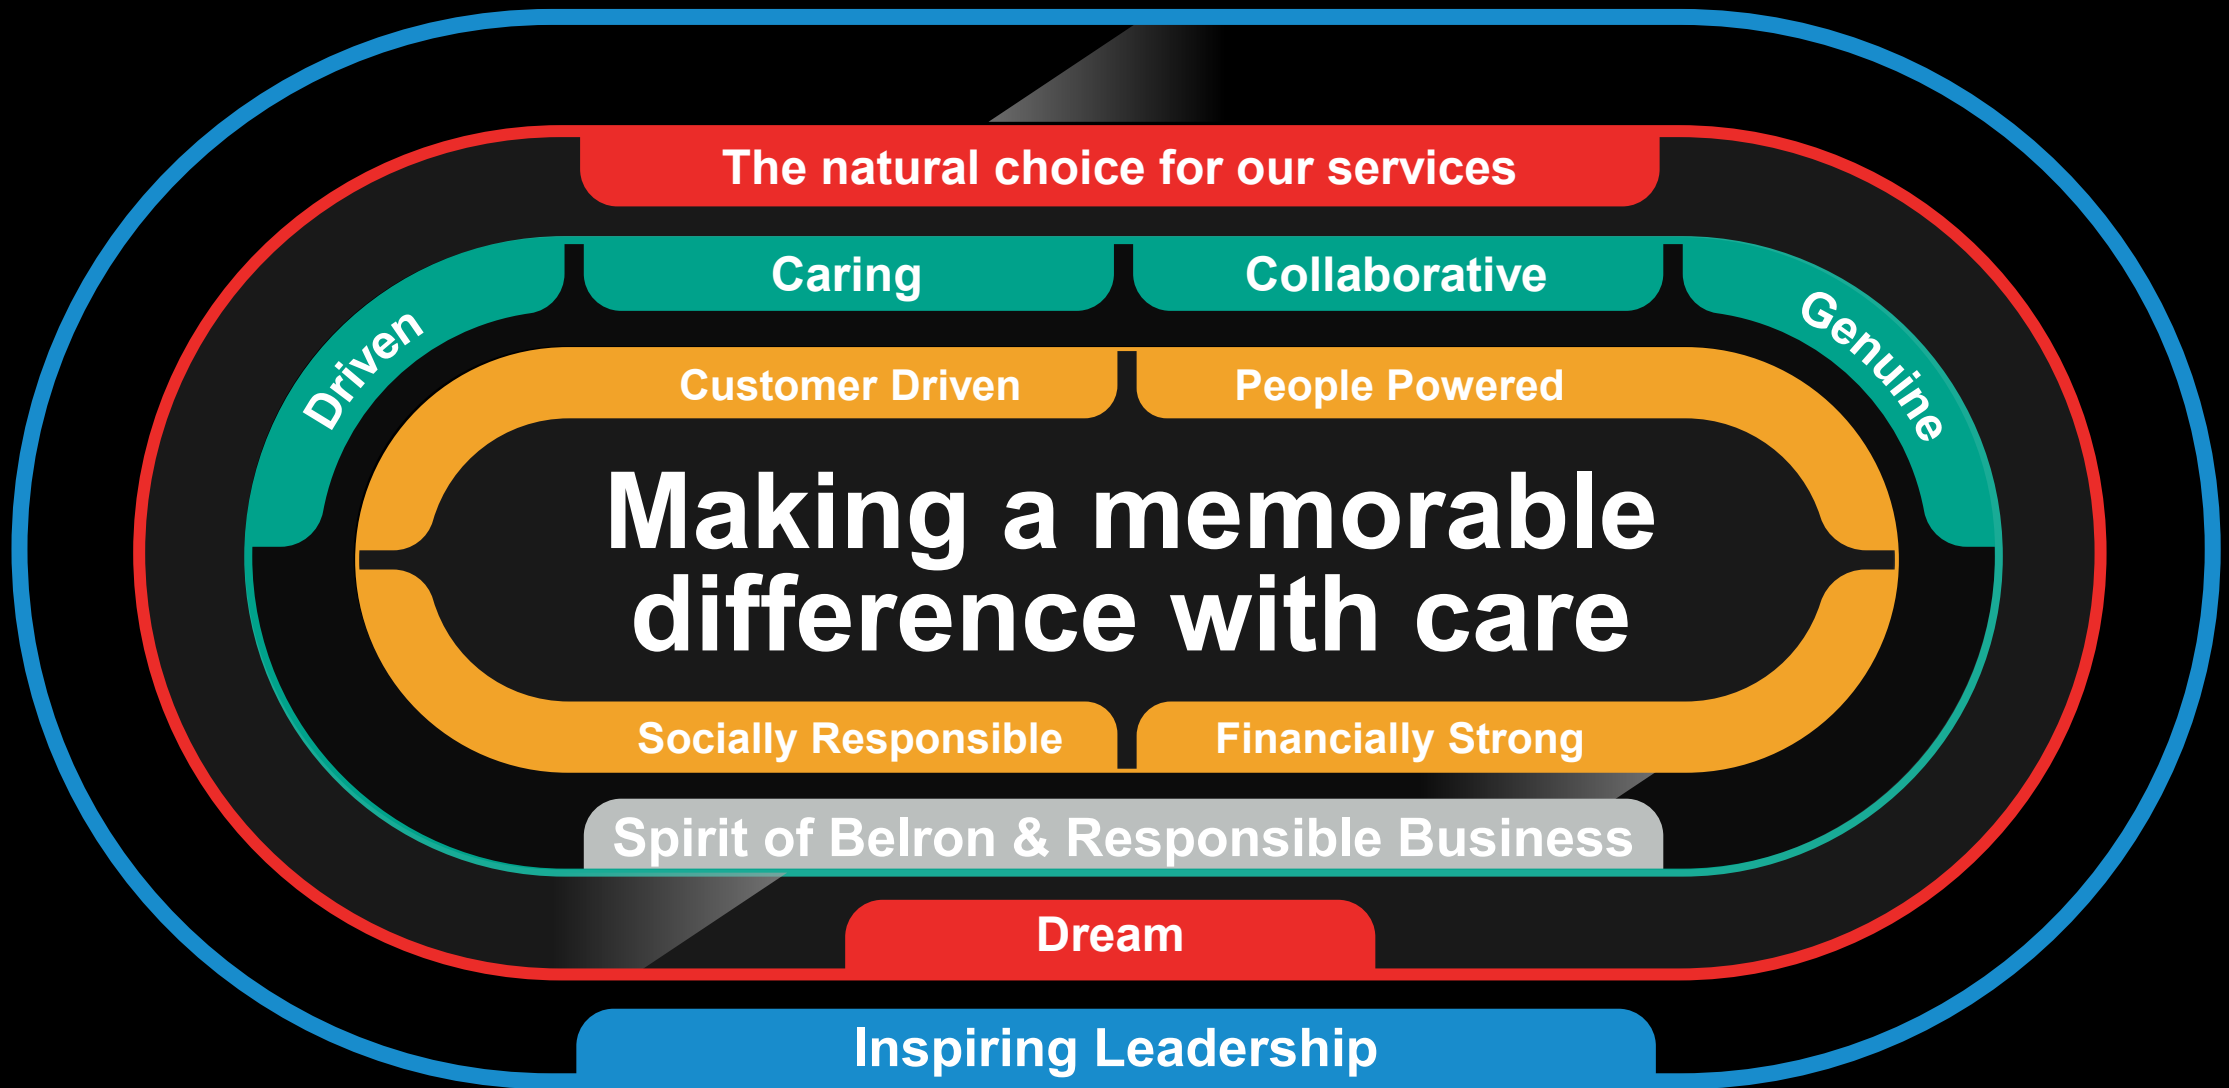 The natural choice for our services
Driven
Caring
Collaborative
Genuine
Customer Driven
People Powered
Making a memorable
difference with care
Socially Responsible
Financially Strong
Spirit of Belron & Responsible Business
Dream
Inspiring Leadership